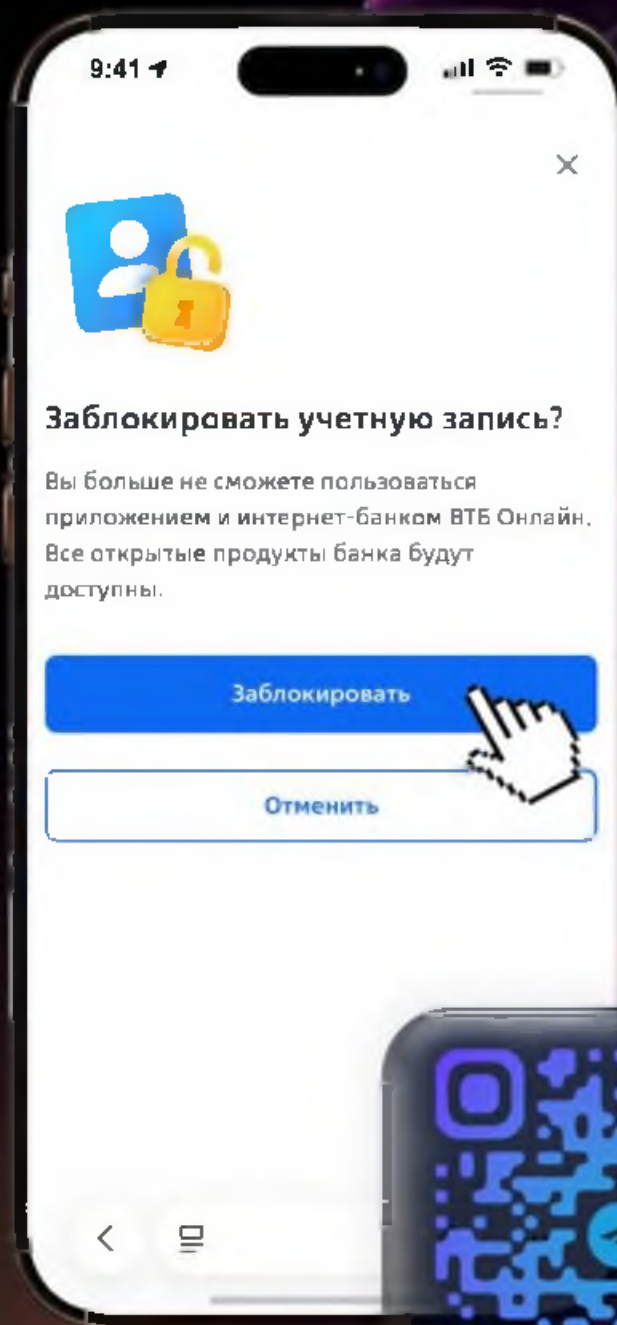 9:41
Заблокировать учетную запись?
Вы больше не сможете пользоваться
приложением и интернет-банком ВТБ Онлайн.
Все открытые продукты банка будут
доступны.
Заблокировать
Отменить